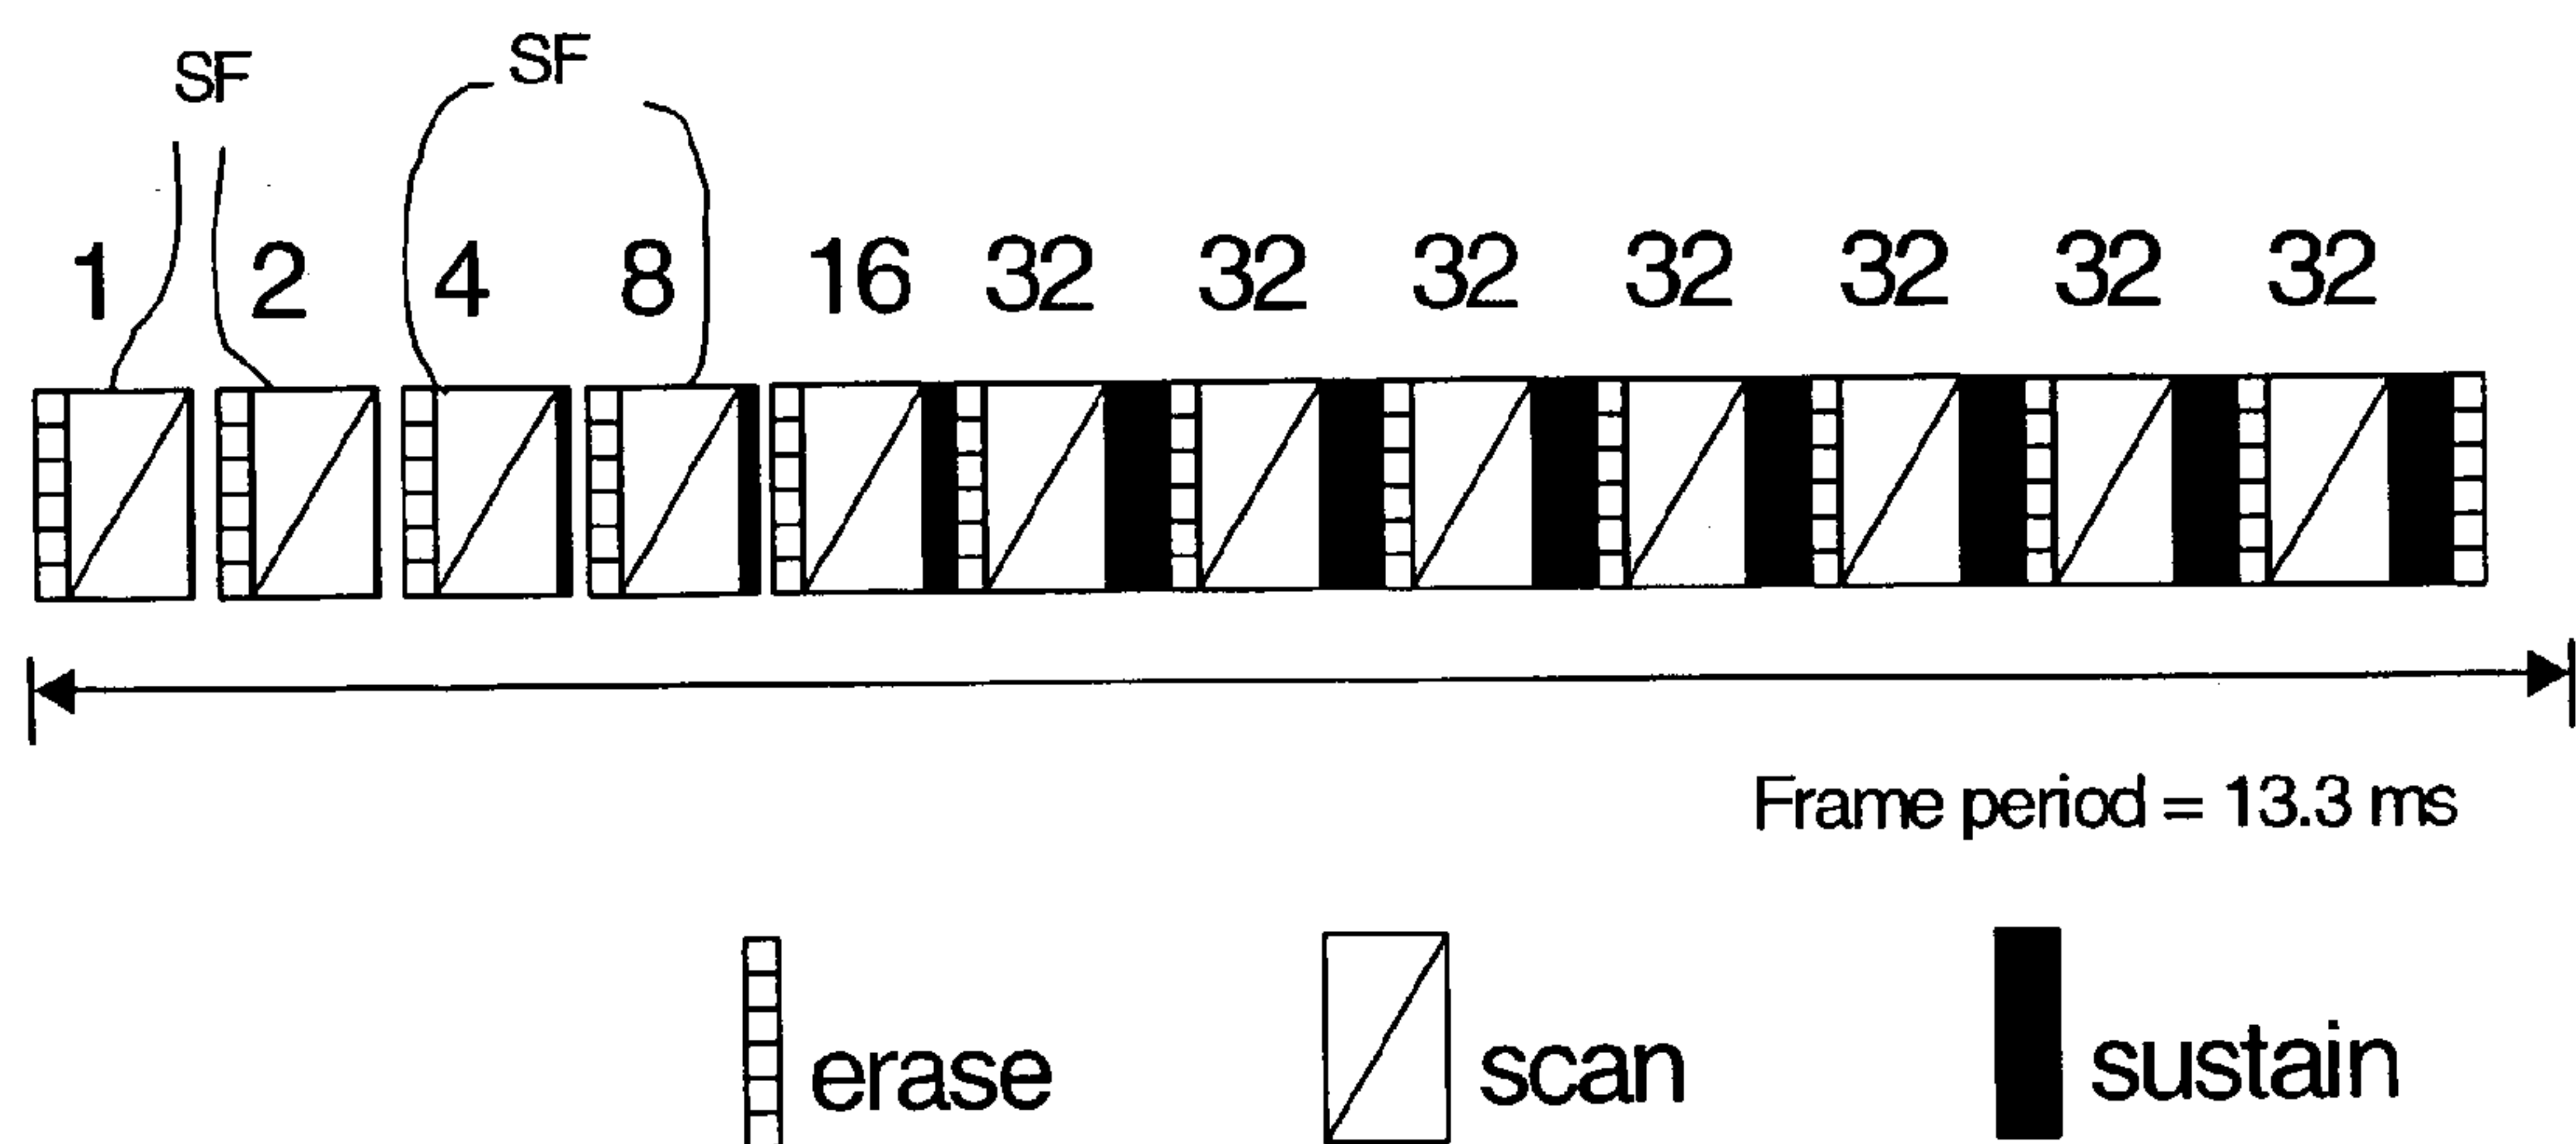 SF SF
1 2 4 8 16 32 32 32 32 32 32 32
Frame period = 13.3 ms
erase scan sustain